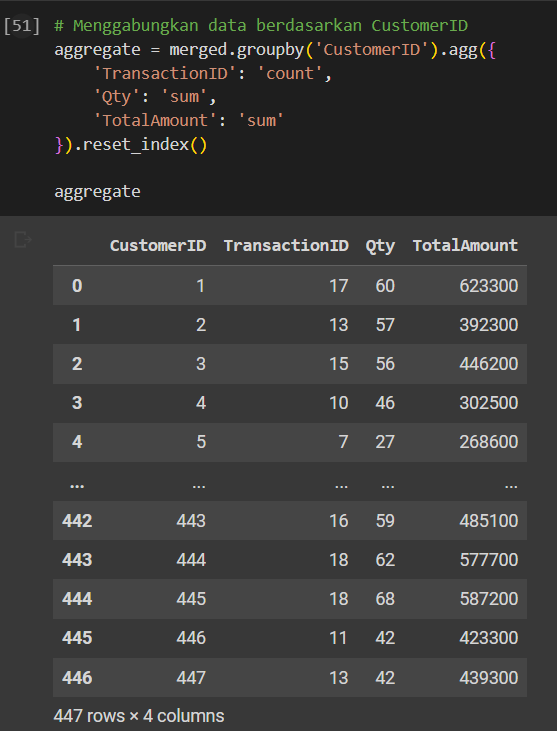 [51] # Menggabungkan data berdasarkan CustomerID
aggregate = merged.groupby('CustomerID').agg({
    'TransactionID': 'count',
    'Qty': 'sum',
    'TotalAmount': 'sum'
}).reset_index()
aggregate
CustomerID TransactionID Qty TotalAmount
0 1 17 60 623300
1 2 13 57 392300
2 3 15 56 446200
3 4 10 46 302500
4 5 7 27 268600
... ... ... ... ...
442 443 16 59 485100
443 444 18 62 577700
444 445 18 68 587200
445 446 11 42 423300
446 447 13 42 439300
447 rows × 4 columns